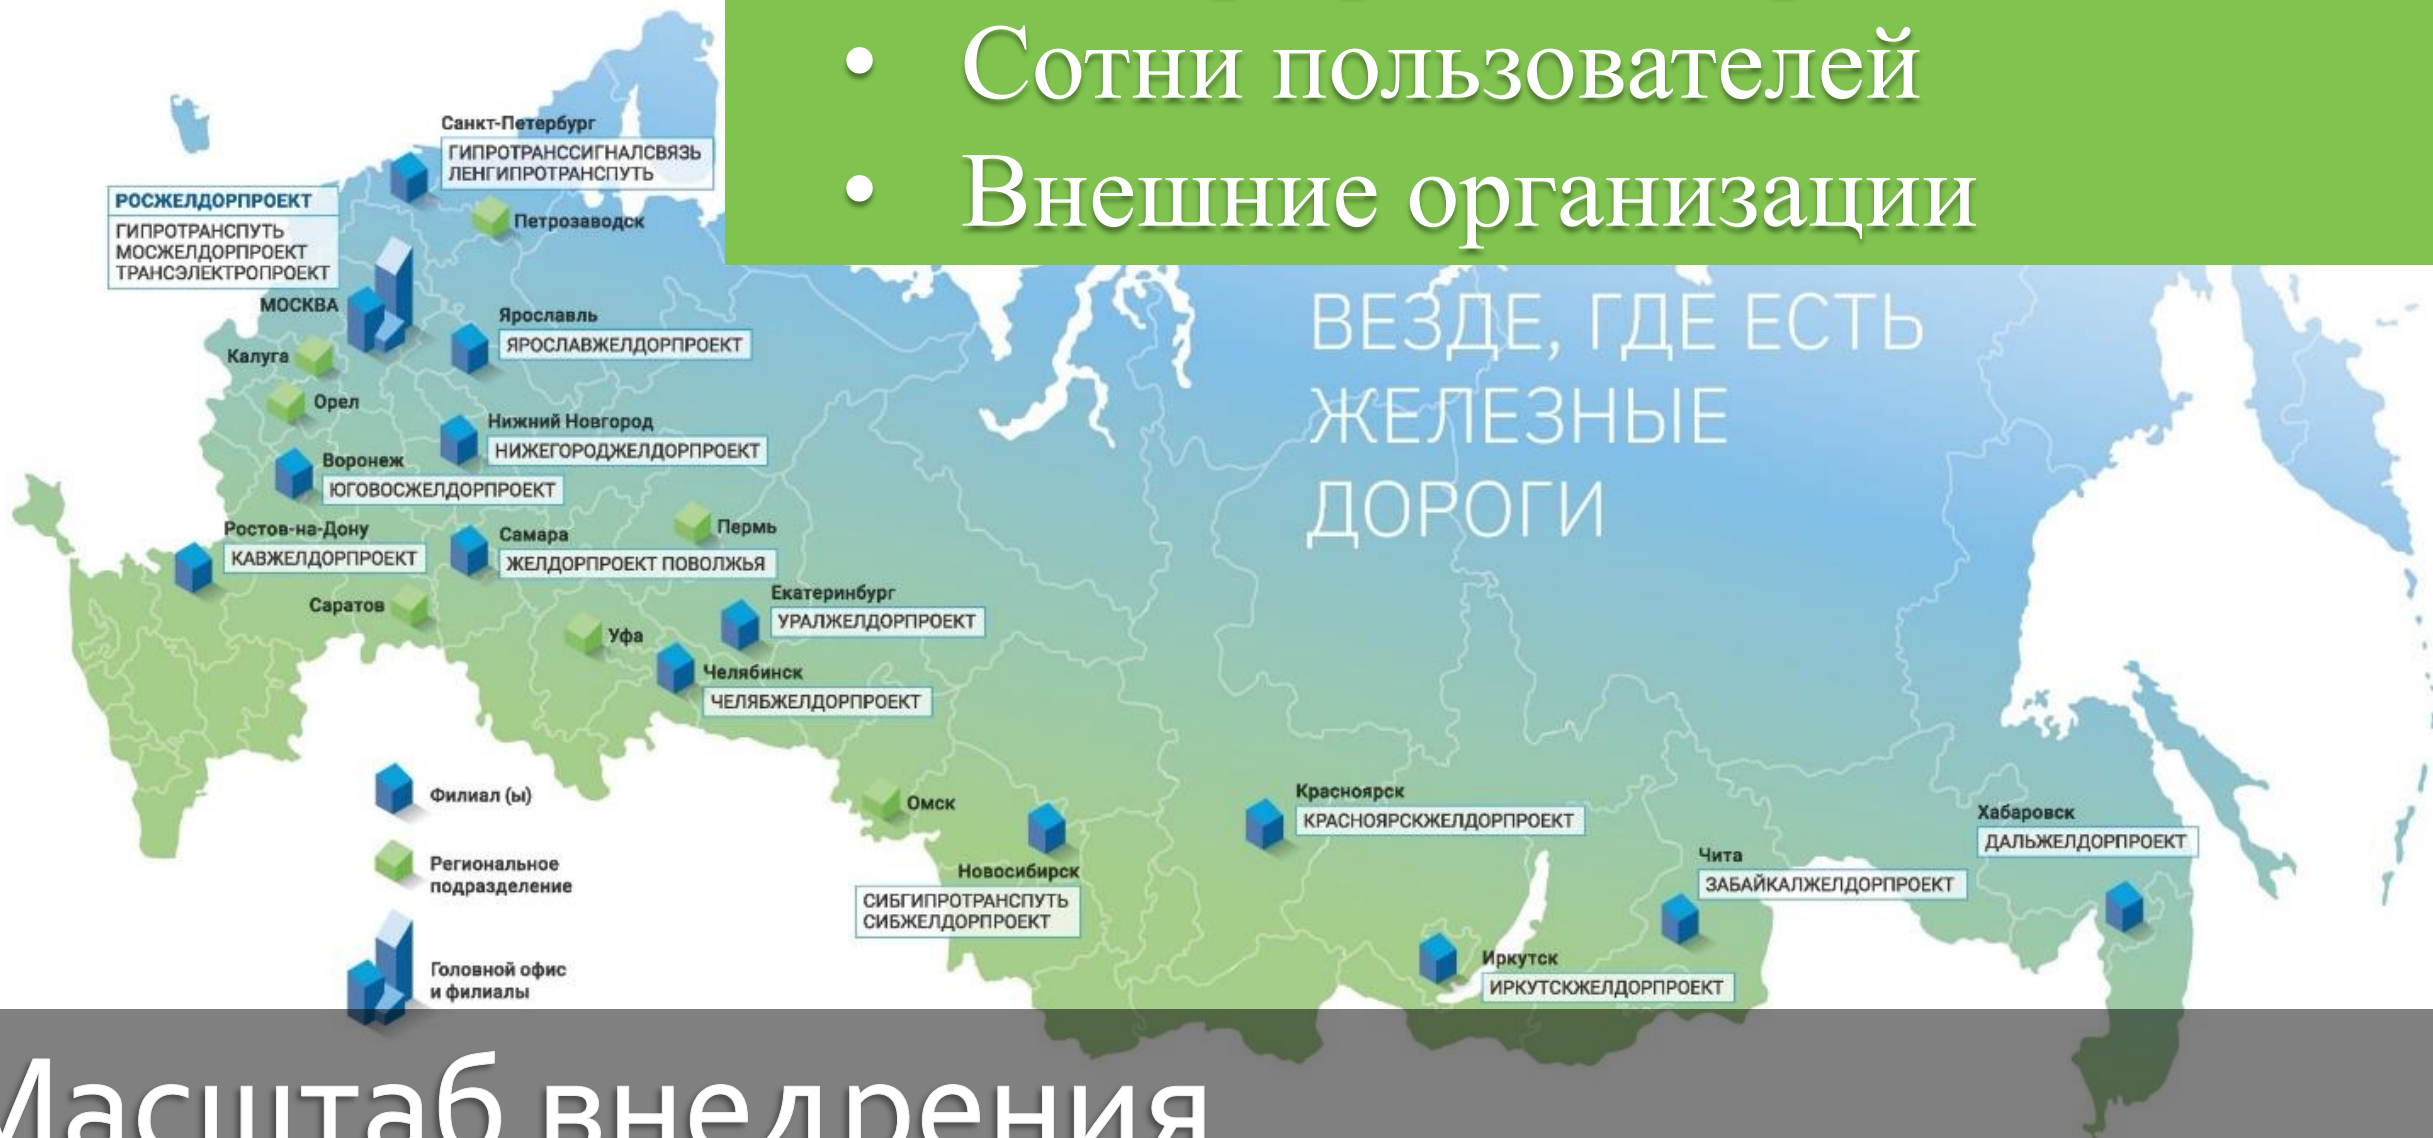 • Сотни пользователей
• Внешние организации
ВЕЗДЕ, ГДЕ ЕСТЬ
ЖЕЛЕЗНЫЕ
ДОРОГИ
Санкт-Петербург
ГИПРОТРАНССИГНАЛСВЯЗЬ
ЛЕНГИПРОТРАНСПУТЬ
РОСЖЕЛДОРПРОЕКТ
ГИПРОТРАНСПУТЬ
МОСЖЕЛДОРПРОЕКТ
ТРАНСЭЛЕКТРОПРОЕКТ
МОСКВА
Петрозаводск
Ярославль
ЯРОСЛАВЖЕЛДОРПРОЕКТ
Калуга
Орел
Нижний Новгород
НИЖЕГОРОДЖЕЛДОРПРОЕКТ
Воронеж
ЮГОВОСЖЕЛДОРПРОЕКТ
Ростов-на-Дону
КАВЖЕЛДОРПРОЕКТ
Самара
ЖЕЛДОРПРОЕКТ ПОВОЛЖЬЯ
Пермь
Саратов
Уфа
Екатеринбург
УРАЛЖЕЛДОРПРОЕКТ
Челябинск
ЧЕЛЯБЖЕЛДОРПРОЕКТ
Омск
Новосибирск
СИБГИПРОТРАНСПУТЬ
СИБЖЕЛДОРПРОЕКТ
Красноярск
КРАСНОЯРСКЖЕЛДОРПРОЕКТ
Иркутск
ИРКУТСКЖЕЛДОРПРОЕКТ
Чита
ЗАБАЙКАЛЖЕЛДОРПРОЕКТ
Хабаровск
ДАЛЬЖЕЛДОРПРОЕКТ
Филиал (ы)
Региональное
подразделение
Головной офис
и филиалы
Масштаб внедрения